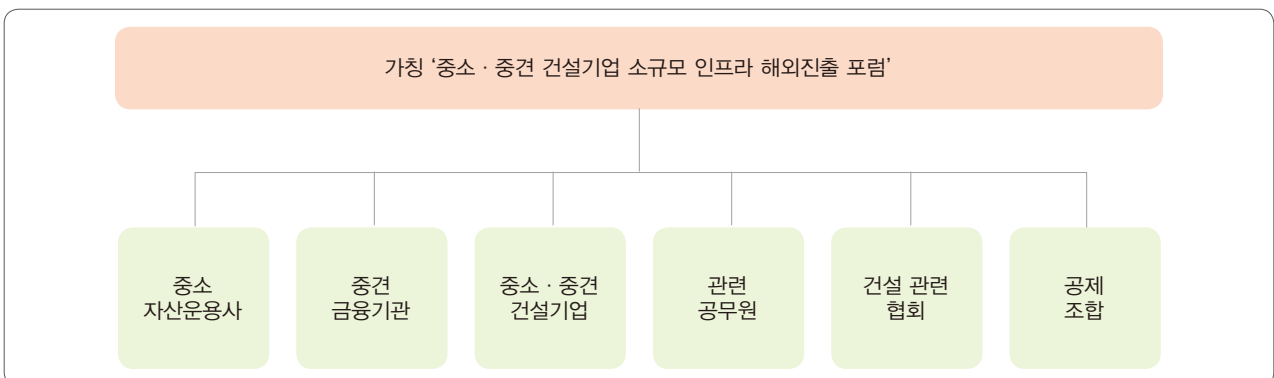 가칭 ‘중소 · 중견 건설기업 소규모 인프라 해외진출 포럼’
중소
자산운용사
중견
금융기관
중소 · 중견
건설기업
관련
공무원
건설 관련
협회
공제
조합